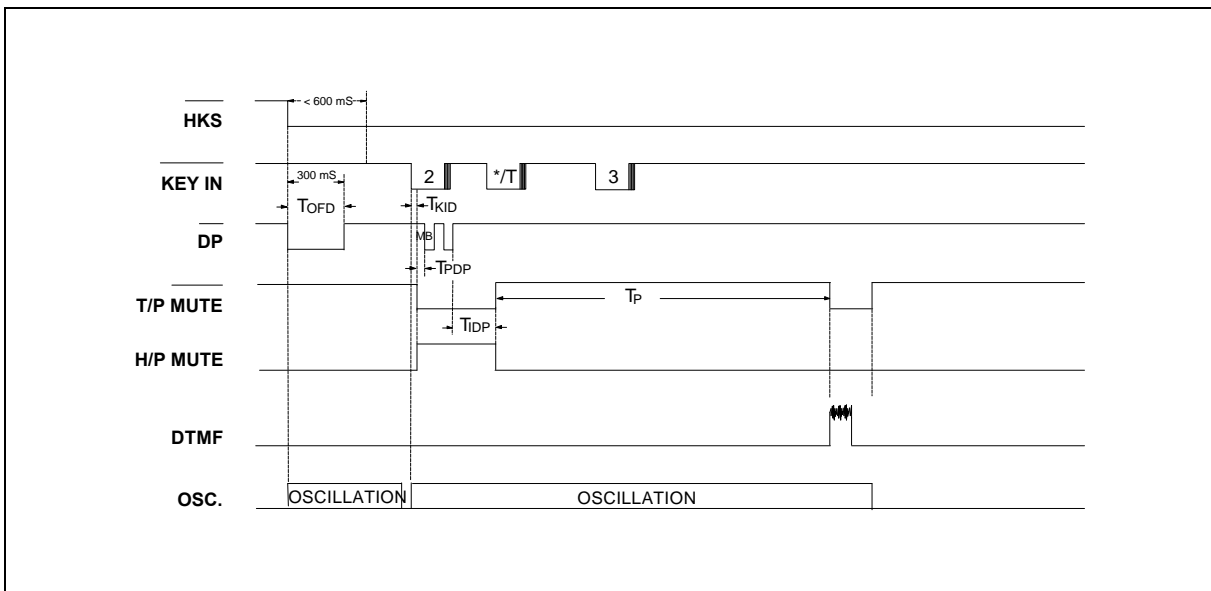 < 600 mS
HKS
KEY IN
2
*/T
3
300 mS
TOFD
TKID
DP
MB
TPDP
T/P MUTE
TP
TIDP
H/P MUTE
DTMF
OSC.
OSCILLATION
OSCILLATION